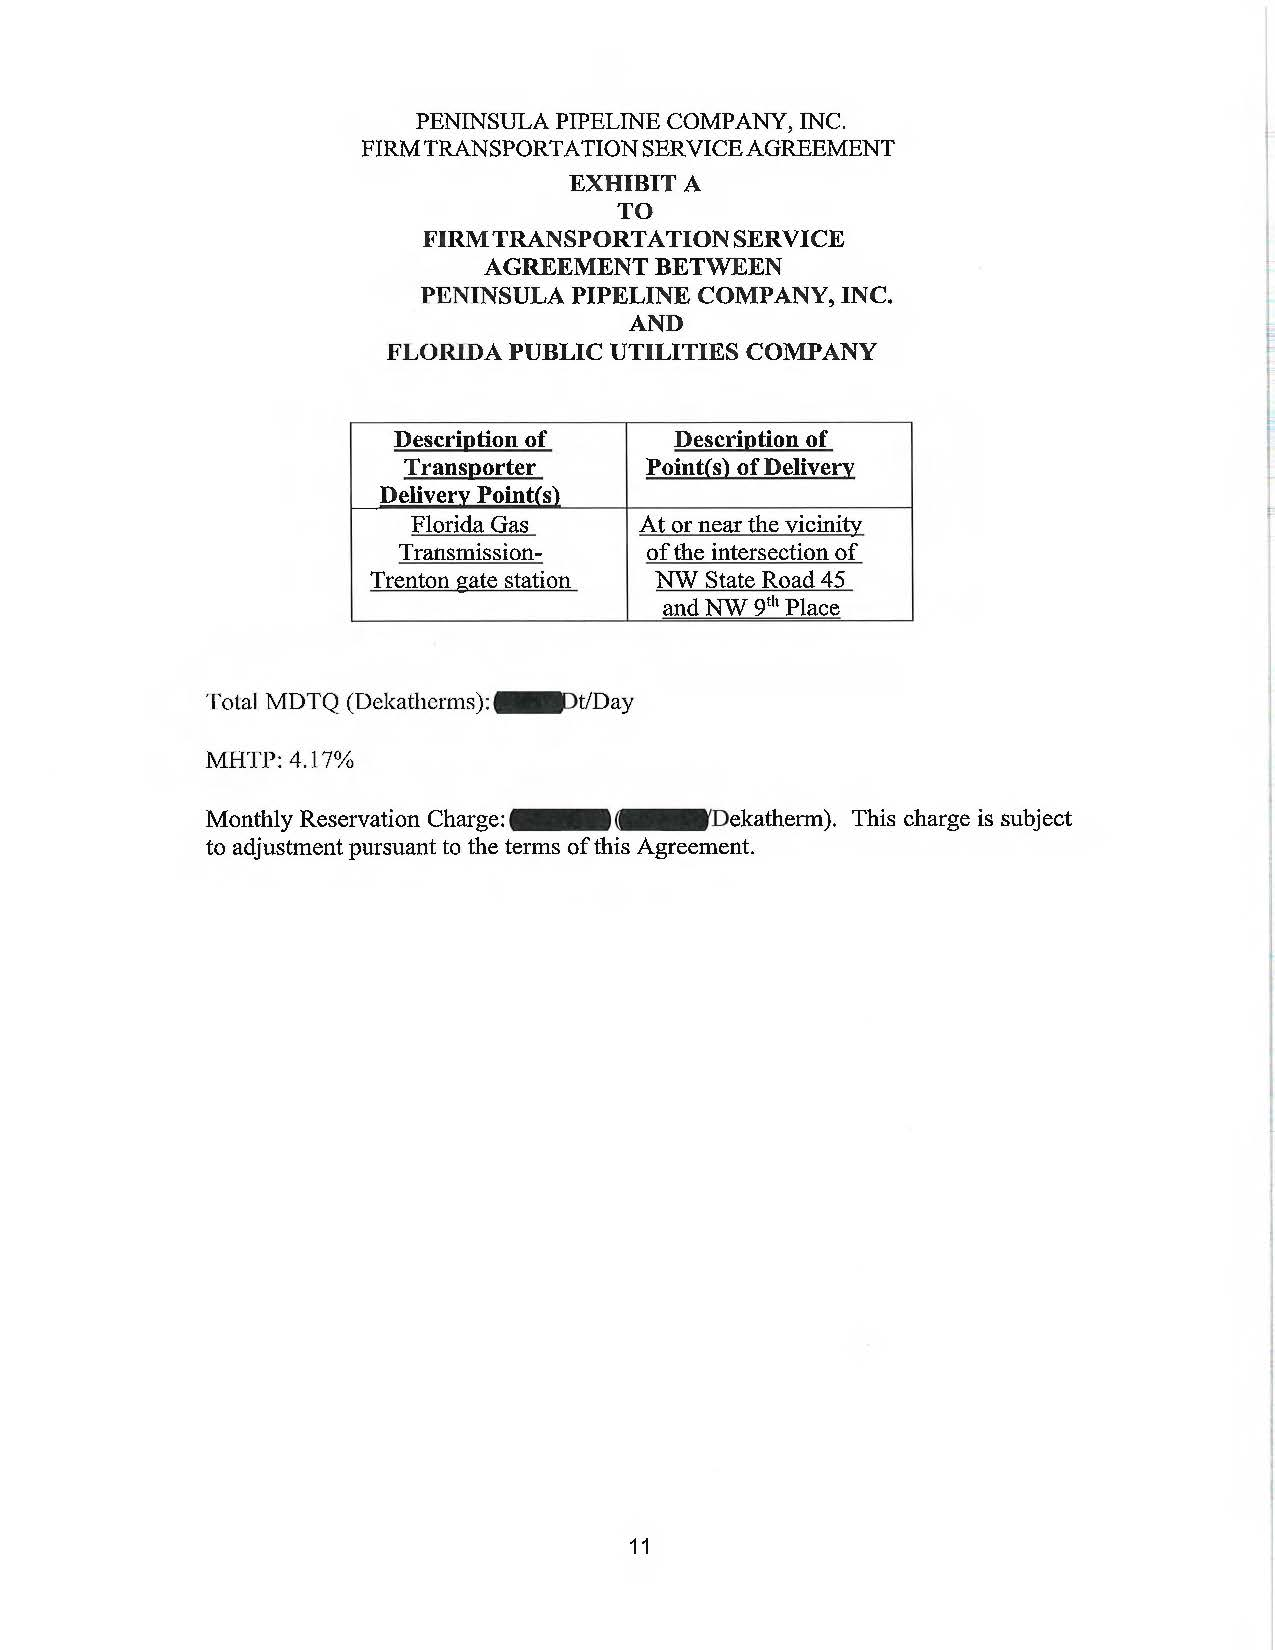 PENINSULA PIPELINE COMPANY, INC.
FIRM TRANSPORTATION SERVICE AGREEMENT
EXHIBIT A
TO
FIRM TRANSPORTATION SERVICE
AGREEMENT BETWEEN
PENINSULA PIPELINE COMPANY, INC.
AND
FLORIDA PUBLIC UTILITIES COMPANY
Description of
Transporter
Delivery Point(s)
Description of
Point(s) of Delivery
Florida Gas
Transmission-
Trenton gate station
At or near the vicinity
of the intersection of
NW State Road 45
and NW 9th Place
Total MDTQ (Dekatherms): Dt/Day
MHTP: 4.17%
Monthly Reservation Charge: ( /Dekatherm). This charge is subject
to adjustment pursuant to the terms of this Agreement.
11